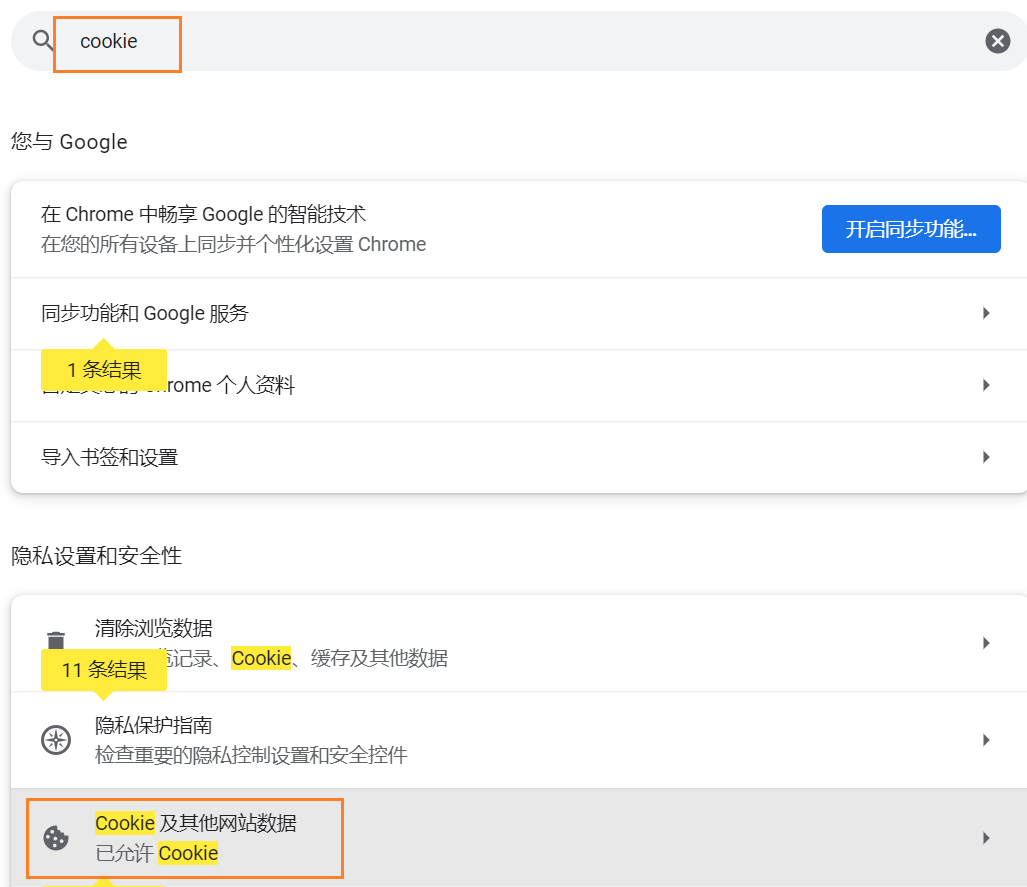 cookie
您与 Google
在 Chrome 中畅享 Google 的智能技术
在您的所有设备上同步并个性化设置 Chrome
开启同步功能...
同步功能和 Google 服务
1 条结果
hrome 个人资料
导入书签和设置
隐私设置和安全性
清除浏览数据
记录、Cookie、缓存及其他数据
11 条结果
隐私保护指南
检查重要的隐私控制设置和安全控件
Cookie 及其他网站数据
已允许 Cookie